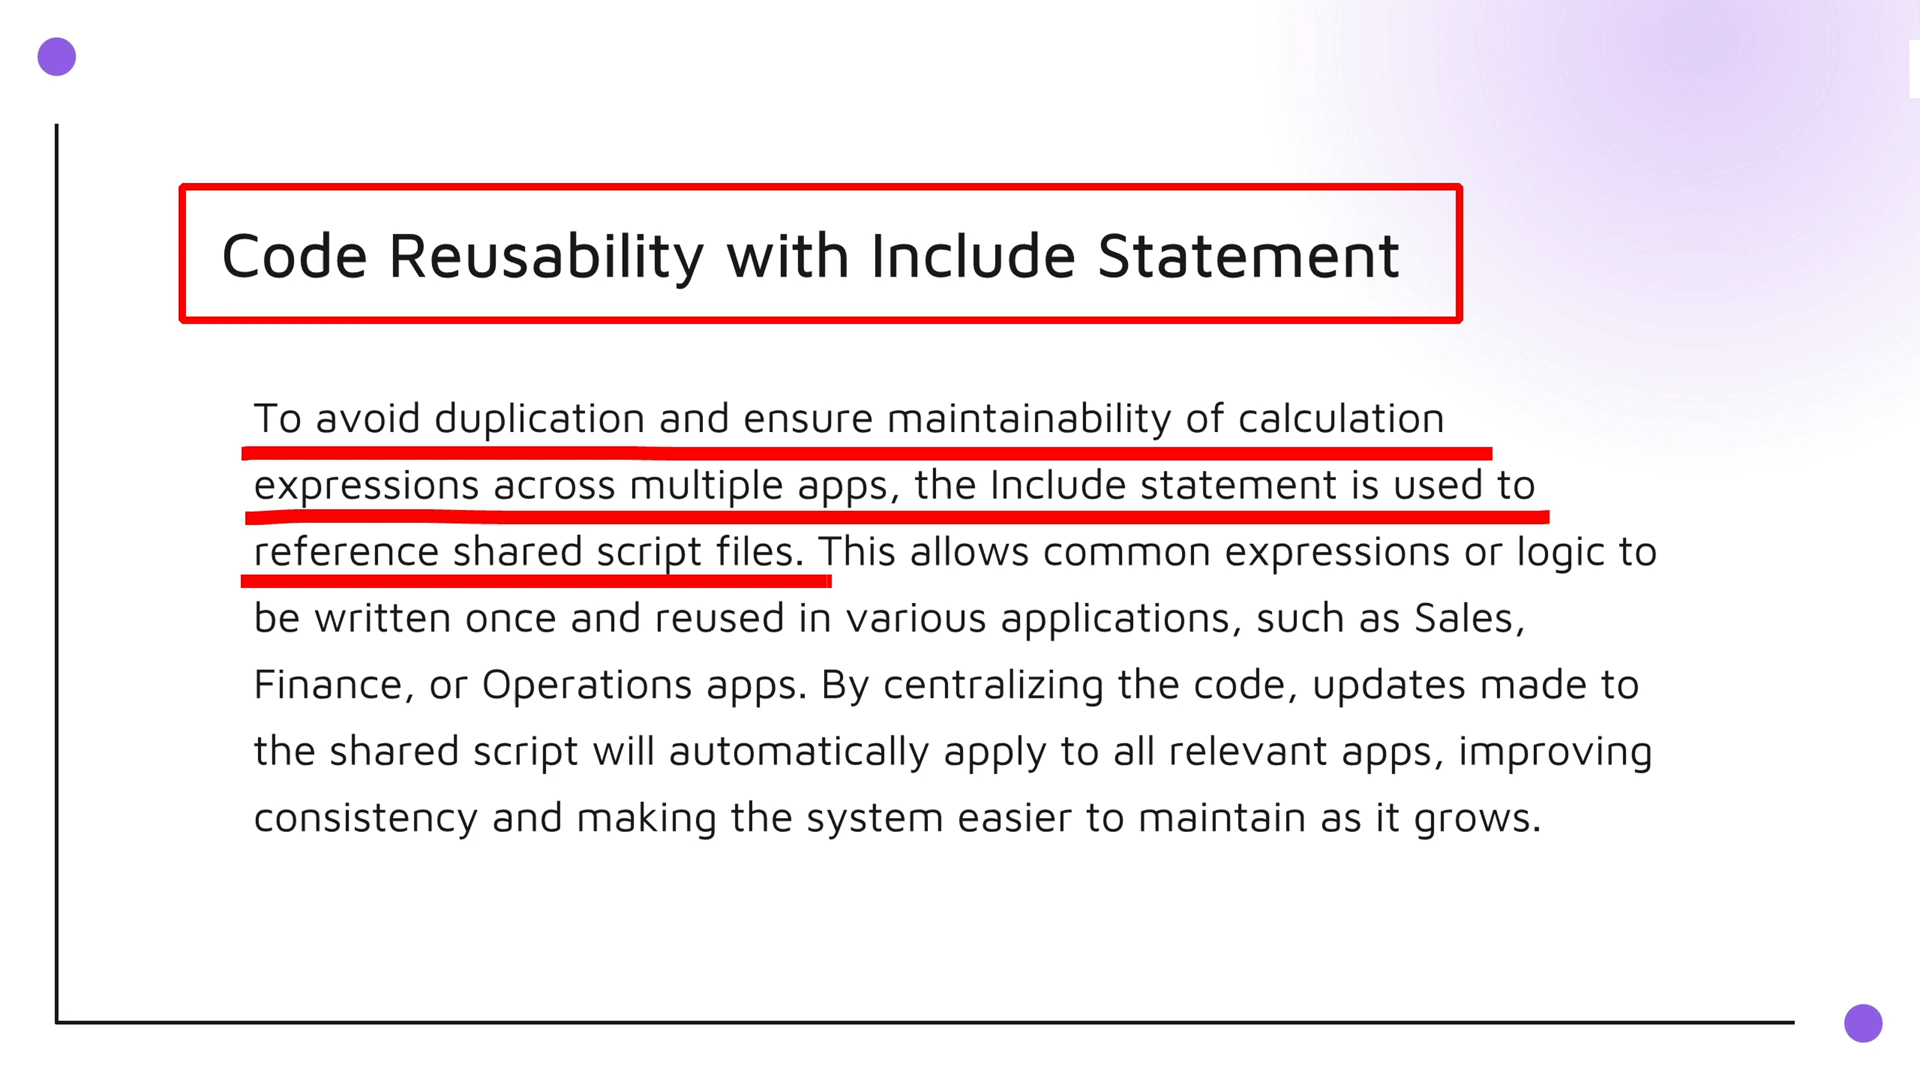 Code Reusability with Include Statement
To avoid duplication and ensure maintainability of calculation
expressions across multiple apps, the Include statement is used to
reference shared script files. This allows common expressions or logic to
be written once and reused in various applications, such as Sales,
Finance, or Operations apps. By centralizing the code, updates made to
the shared script will automatically apply to all relevant apps, improving
consistency and making the system easier to maintain as it grows.